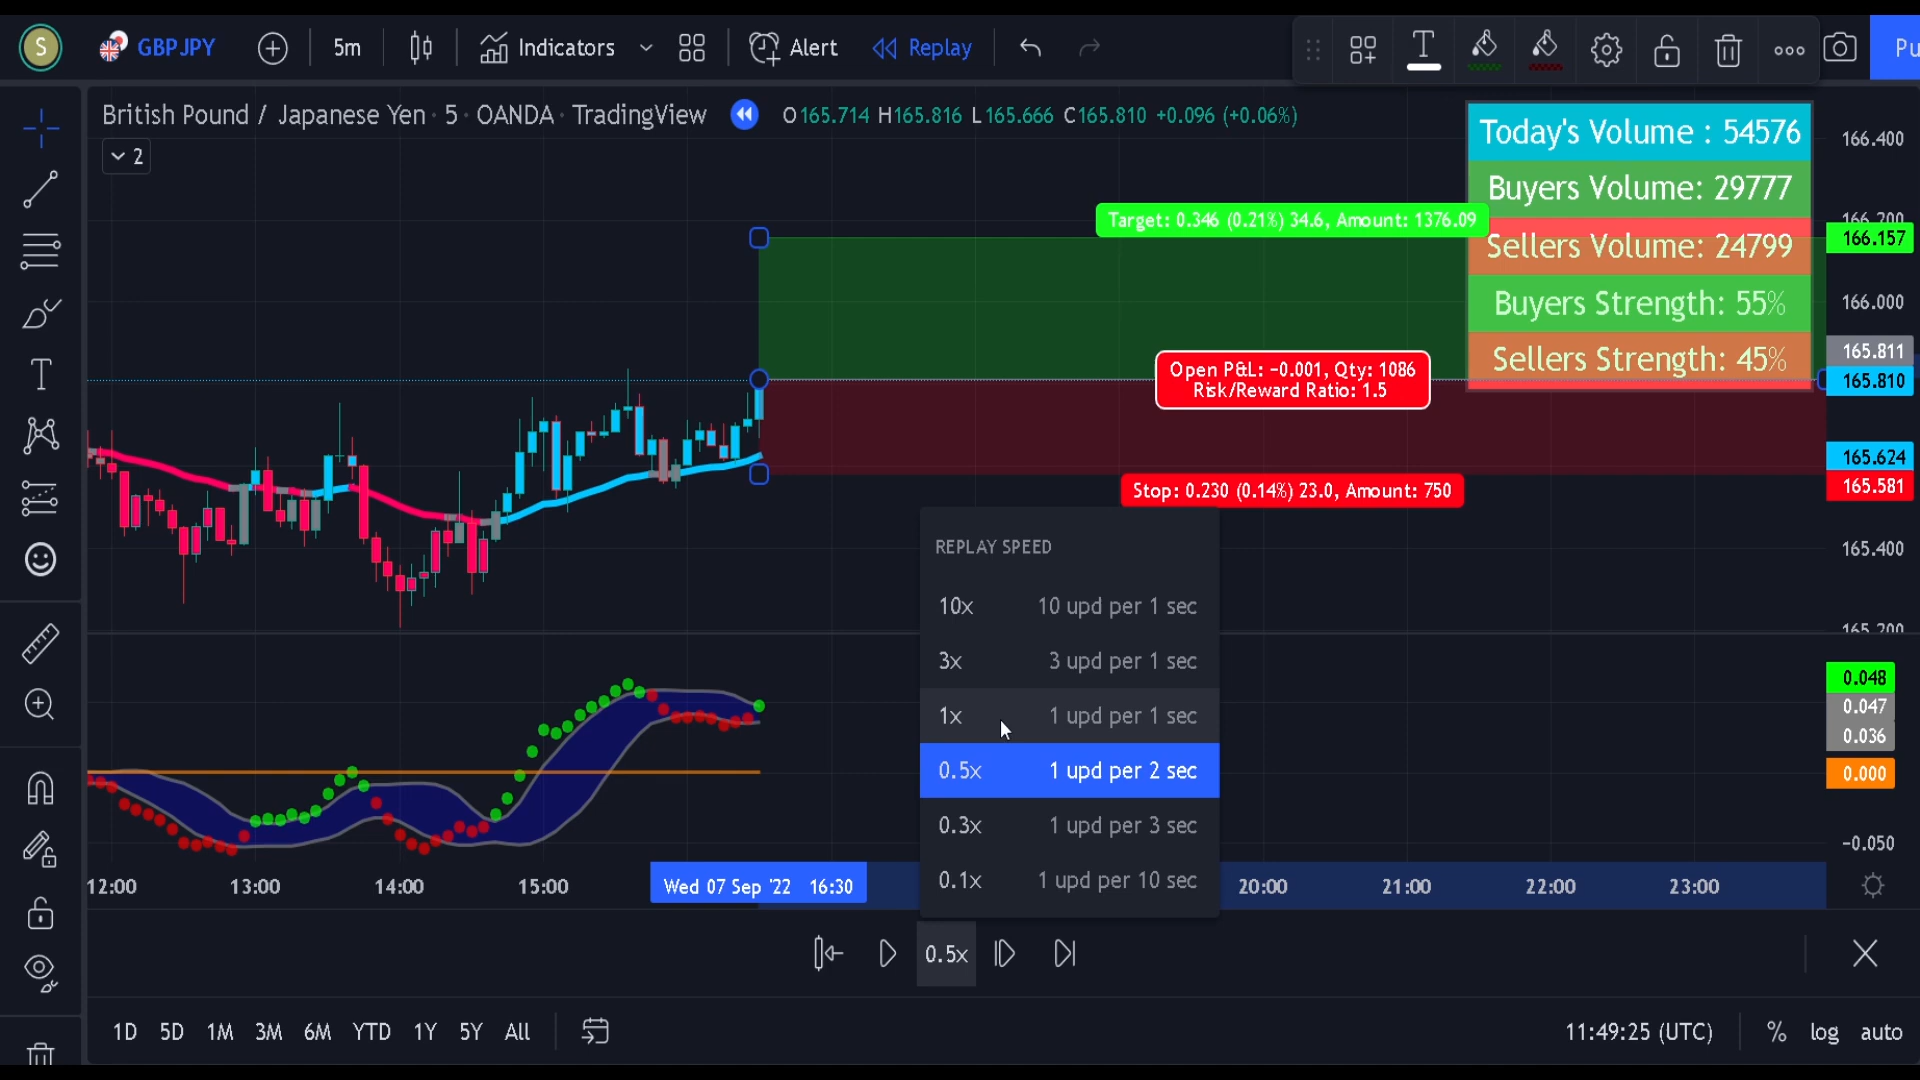 S
GBPJPY
5m
Indicators
Alert
Replay
T
Pu
British Pound / Japanese Yen · 5 · OANDA · TradingView
O165.714 H165.816 L165.666 C165.810 +0.096 (+0.06%)
2
Today's Volume : 54576
Buyers Volume: 29777
Sellers Volume: 24799
Buyers Strength: 55%
Sellers Strength: 45%
Target: 0.346 (0.21%) 34.6, Amount: 1376.09
Open P&L: −0.001, Qty: 1086
Risk/Reward Ratio: 1.5
Stop: 0.230 (0.14%) 23.0, Amount: 750
166.400
166.200
166.157
166.000
165.811
165.810
165.624
165.581
165.400
165.200
0.048
0.047
0.036
0.000
−0.050
REPLAY SPEED
10x 10 upd per 1 sec
3x 3 upd per 1 sec
1x 1 upd per 1 sec
0.5x 1 upd per 2 sec
0.3x 1 upd per 3 sec
0.1x 1 upd per 10 sec
12:00
13:00
14:00
15:00
Wed 07 Sep '22 16:30
20:00
21:00
22:00
23:00
0.5x
1D 5D 1M 3M 6M YTD 1Y 5Y All
11:49:25 (UTC)
%
log
auto